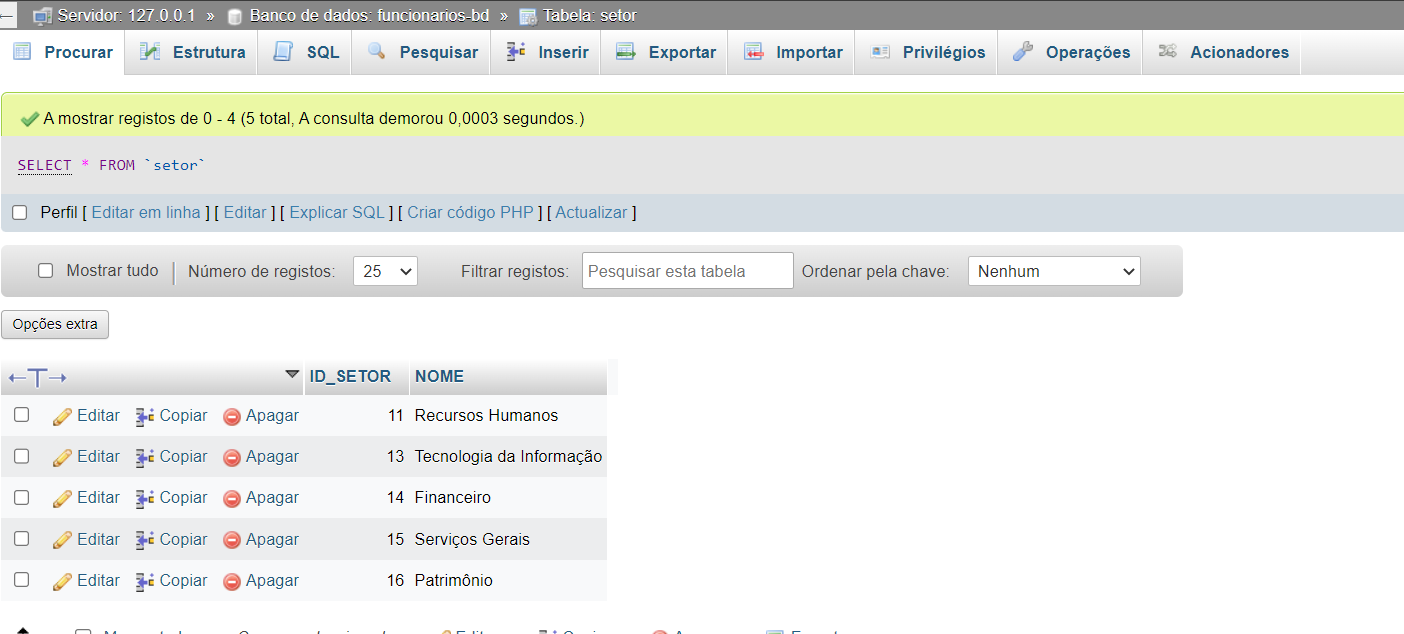 Servidor: 127.0.0.1 » Banco de dados: funcionarios-bd » Tabela: setor
Procurar Estrutura SQL Pesquisar Inserir Exportar Importar Privilégios Operações Acionadores
A mostrar registos de 0 - 4 (5 total, A consulta demorou 0,0003 segundos.)
SELECT * FROM `setor`
Perfil [ Editar em linha ] [ Editar ] [ Explicar SQL ] [ Criar código PHP ] [ Actualizar ]
Mostrar tudo Número de registos: 25 Filtrar registos: Pesquisar esta tabela Ordenar pela chave: Nenhum
Opções extra
←T→ ID_SETOR NOME
Editar Copiar Apagar 11 Recursos Humanos
Editar Copiar Apagar 13 Tecnologia da Informação
Editar Copiar Apagar 14 Financeiro
Editar Copiar Apagar 15 Serviços Gerais
Editar Copiar Apagar 16 Patrimônio